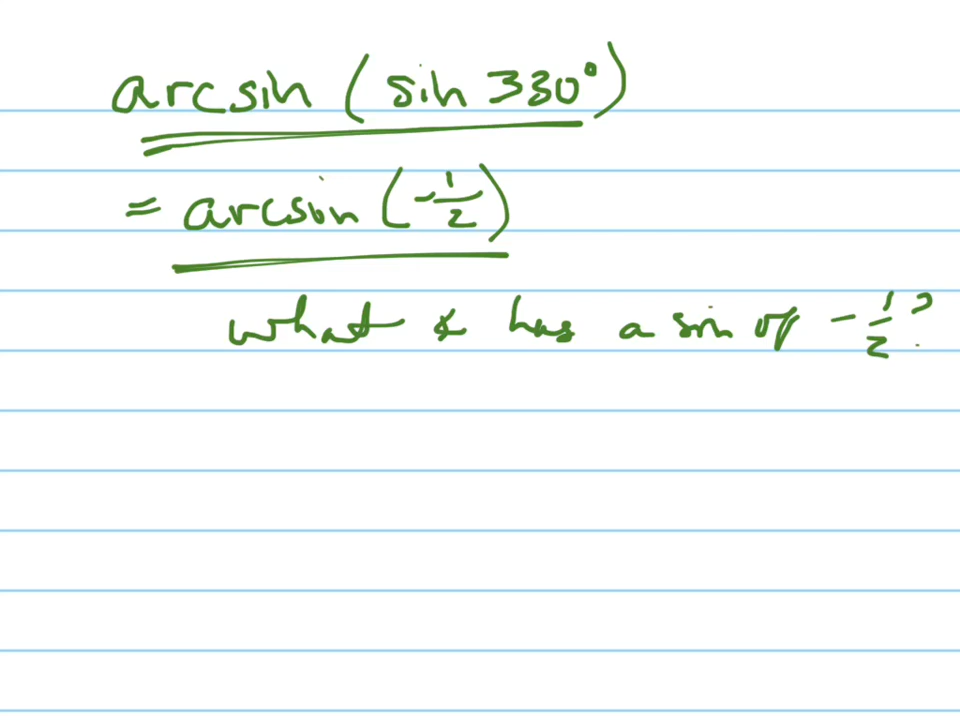 arcsin ( sin 330° )
= arcsin ( -1/2 )
what ∡ has a sin of -1/2 ?